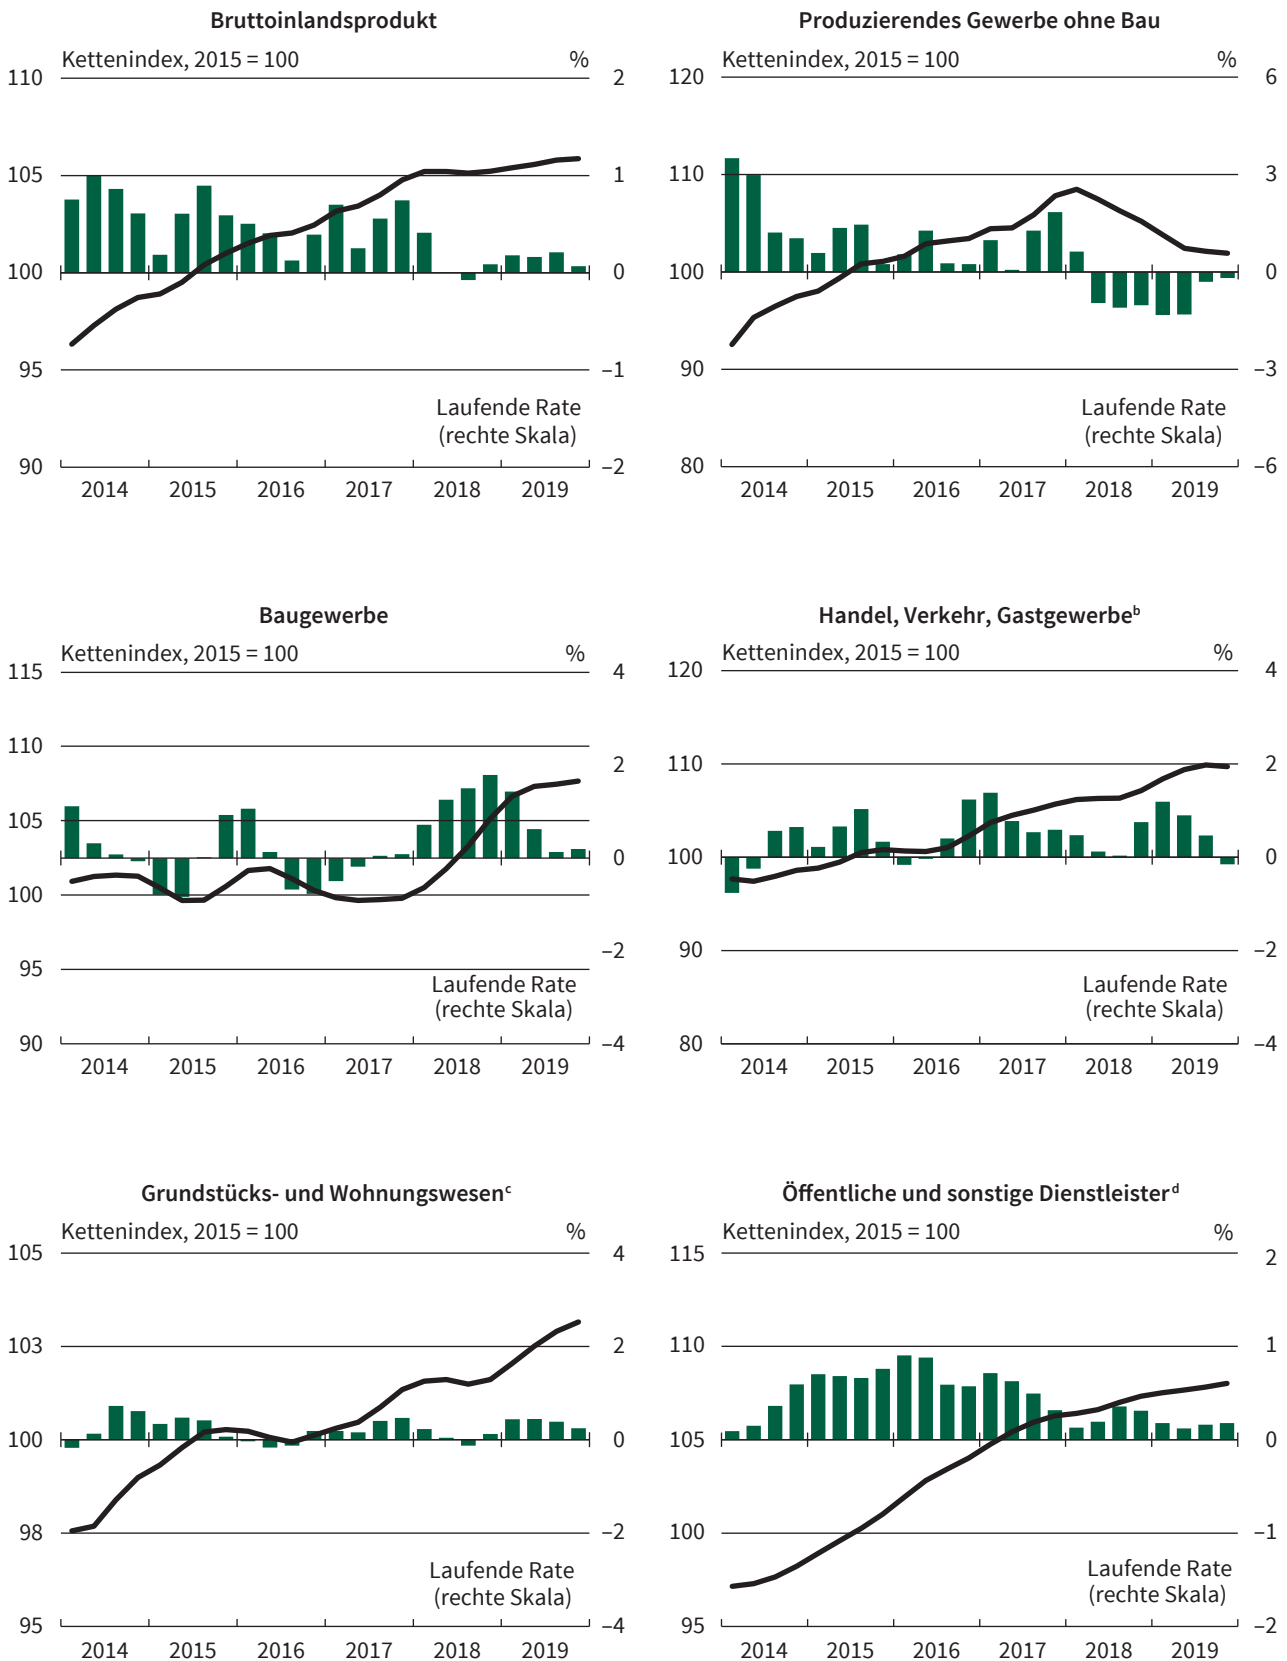 Bruttoinlandsprodukt
Kettenindex, 2015 = 100 %
110 2
105 1
100 0
95 –1
Laufende Rate
(rechte Skala)
90 –2
2014 2015 2016 2017 2018 2019
Produzierendes Gewerbe ohne Bau
Kettenindex, 2015 = 100 %
120 6
110 3
100 0
90 –3
Laufende Rate
(rechte Skala)
80 –6
2014 2015 2016 2017 2018 2019
Baugewerbe
Kettenindex, 2015 = 100 %
115 4
110
2
105
0
100
–2
95
Laufende Rate
(rechte Skala)
90 –4
2014 2015 2016 2017 2018 2019
Handel, Verkehr, Gastgewerbeᵇ
Kettenindex, 2015 = 100 %
120 4
110 2
100 0
90 –2
Laufende Rate
(rechte Skala)
80 –4
2014 2015 2016 2017 2018 2019
Grundstücks- und Wohnungswesenᶜ
Kettenindex, 2015 = 100 %
105 4
103 2
100 0
98 –2
Laufende Rate
(rechte Skala)
95 –4
2014 2015 2016 2017 2018 2019
Öffentliche und sonstige Dienstleisterᵈ
Kettenindex, 2015 = 100 %
115 2
110 1
105 0
100 –1
Laufende Rate
(rechte Skala)
95 –2
2014 2015 2016 2017 2018 2019